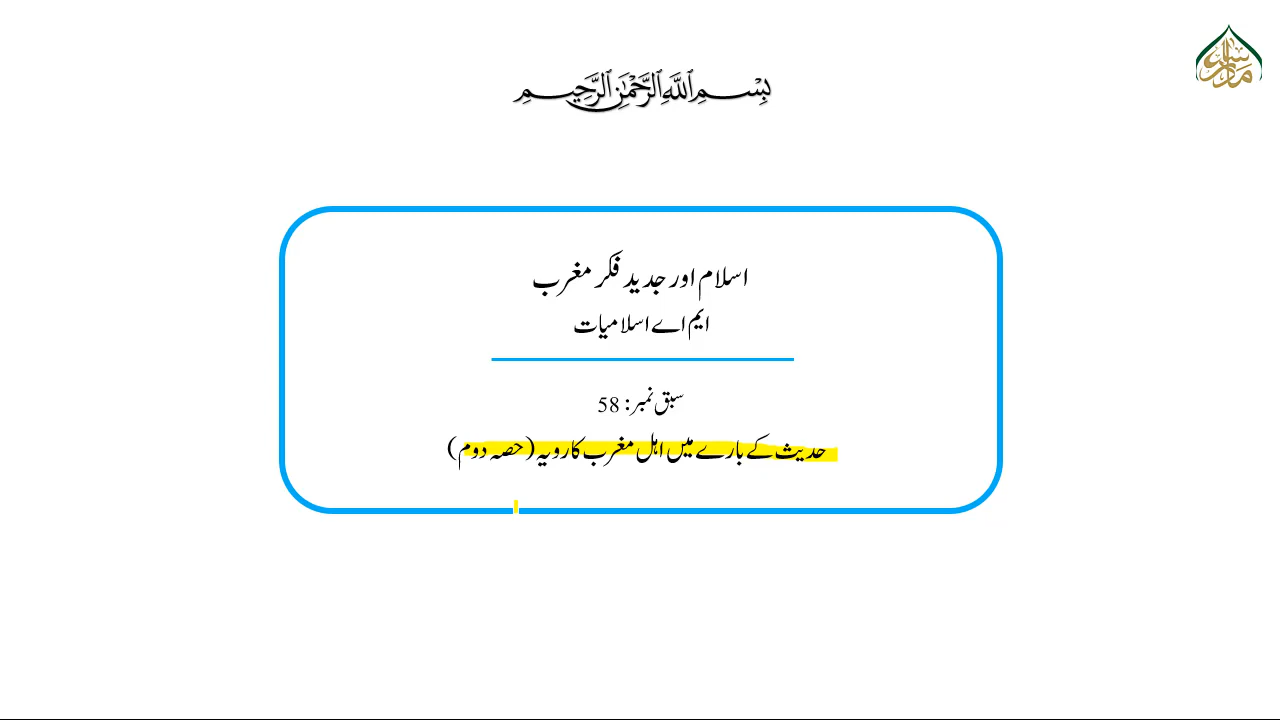 بِسْمِ اللهِ الرَّحْمٰنِ الرَّحِيْمِ
اسلام اور جدید فکر مغرب
ایم اے اسلامیات
سبق نمبر: 58
حدیث کے بارے میں اہل مغرب کا رویہ (حصہ دوم)